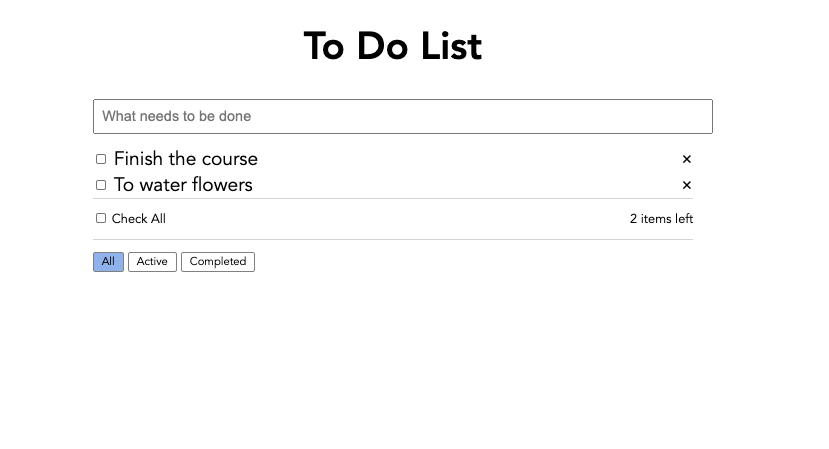 To Do List
What needs to be done
Finish the course ×
To water flowers ×
Check All 2 items left
All Active Completed